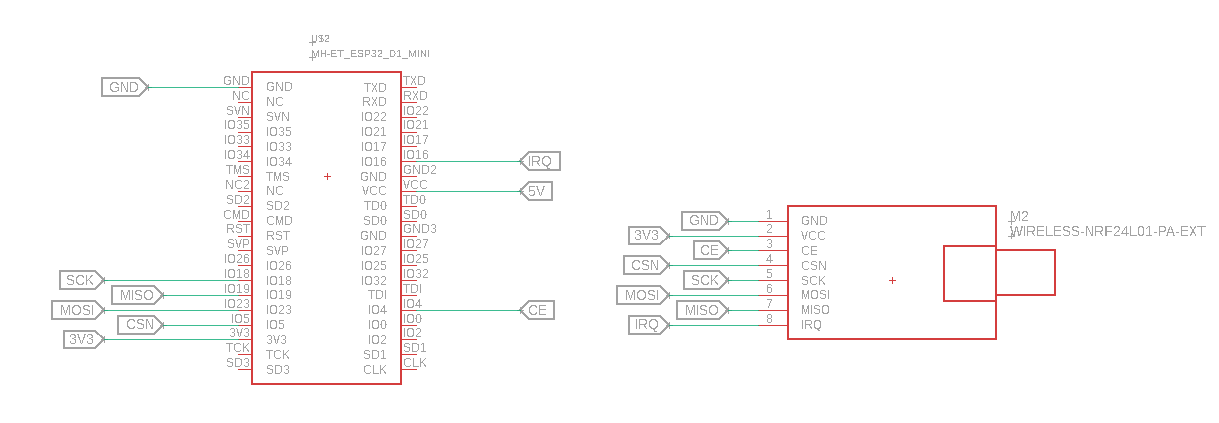 U$2
MH-ET_ESP32_D1_MINI
GND GND GND TXD TXD
NC NC RXD RXD
SVN SVN IO22 IO22
IO35 IO35 IO21 IO21
IO33 IO33 IO17 IO17
IO34 IO34 IO16 IO16 IRQ
TMS TMS GND GND2
NC2 NC VCC VCC 5V
SD2 SD2 TD0 TD0
CMD CMD SD0 SD0
RST RST GND GND3
SVP SVP IO27 IO27
IO26 IO26 IO25 IO25
SCK IO18 IO18 IO32 IO32
MISO IO19 IO19 TDI TDI
MOSI IO23 IO23 IO4 IO4 CE
CSN IO5 IO5 IO0 IO0
3V3 3V3 3V3 IO2 IO2
TCK TCK SD1 SD1
SD3 SD3 CLK CLK
M2
WIRELESS-NRF24L01-PA-EXT
GND 1 GND
3V3 2 VCC
CE 3 CE
CSN 4 CSN
SCK 5 SCK
MOSI 6 MOSI
MISO 7 MISO
IRQ 8 IRQ